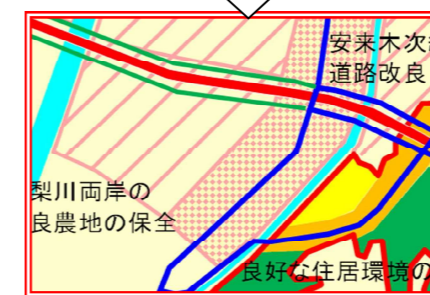 安来木次
道路改良
梨川両岸の
良農地の保全
良好な住居環境の